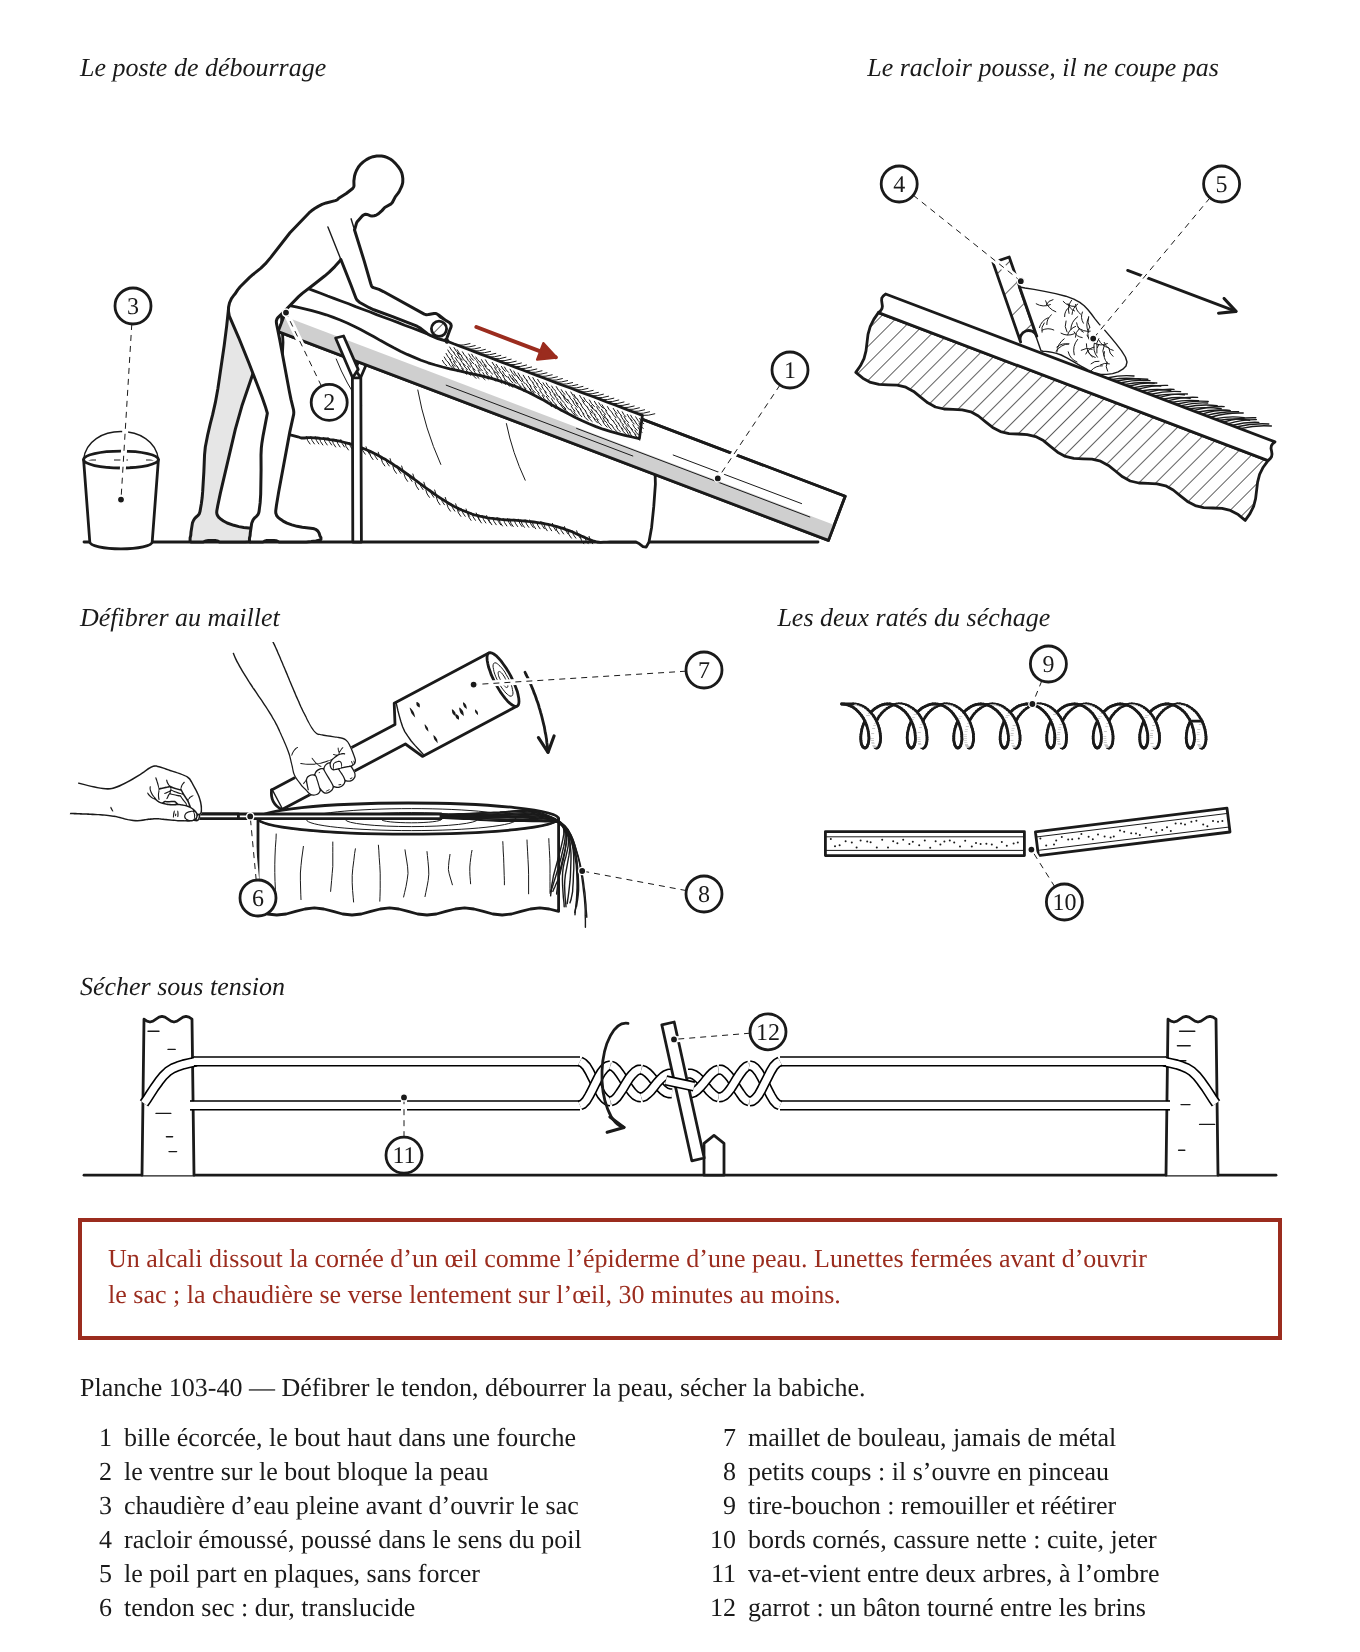 Le poste de débourrage
Le racloir pousse, il ne coupe pas
4
5
3
1
2
Défibrer au maillet
Les deux ratés du séchage
9
7
6
8
10
Sécher sous tension
12
11
Un alcali dissout la cornée d’un œil comme l’épiderme d’une peau. Lunettes fermées avant d’ouvrir
le sac ; la chaudière se verse lentement sur l’œil, 30 minutes au moins.
Planche 103-40 — Défibrer le tendon, débourrer la peau, sécher la babiche.
1 bille écorcée, le bout haut dans une fourche
2 le ventre sur le bout bloque la peau
3 chaudière d’eau pleine avant d’ouvrir le sac
4 racloir émoussé, poussé dans le sens du poil
5 le poil part en plaques, sans forcer
6 tendon sec : dur, translucide
7 maillet de bouleau, jamais de métal
8 petits coups : il s’ouvre en pinceau
9 tire-bouchon : remouiller et réétirer
10 bords cornés, cassure nette : cuite, jeter
11 va-et-vient entre deux arbres, à l’ombre
12 garrot : un bâton tourné entre les brins